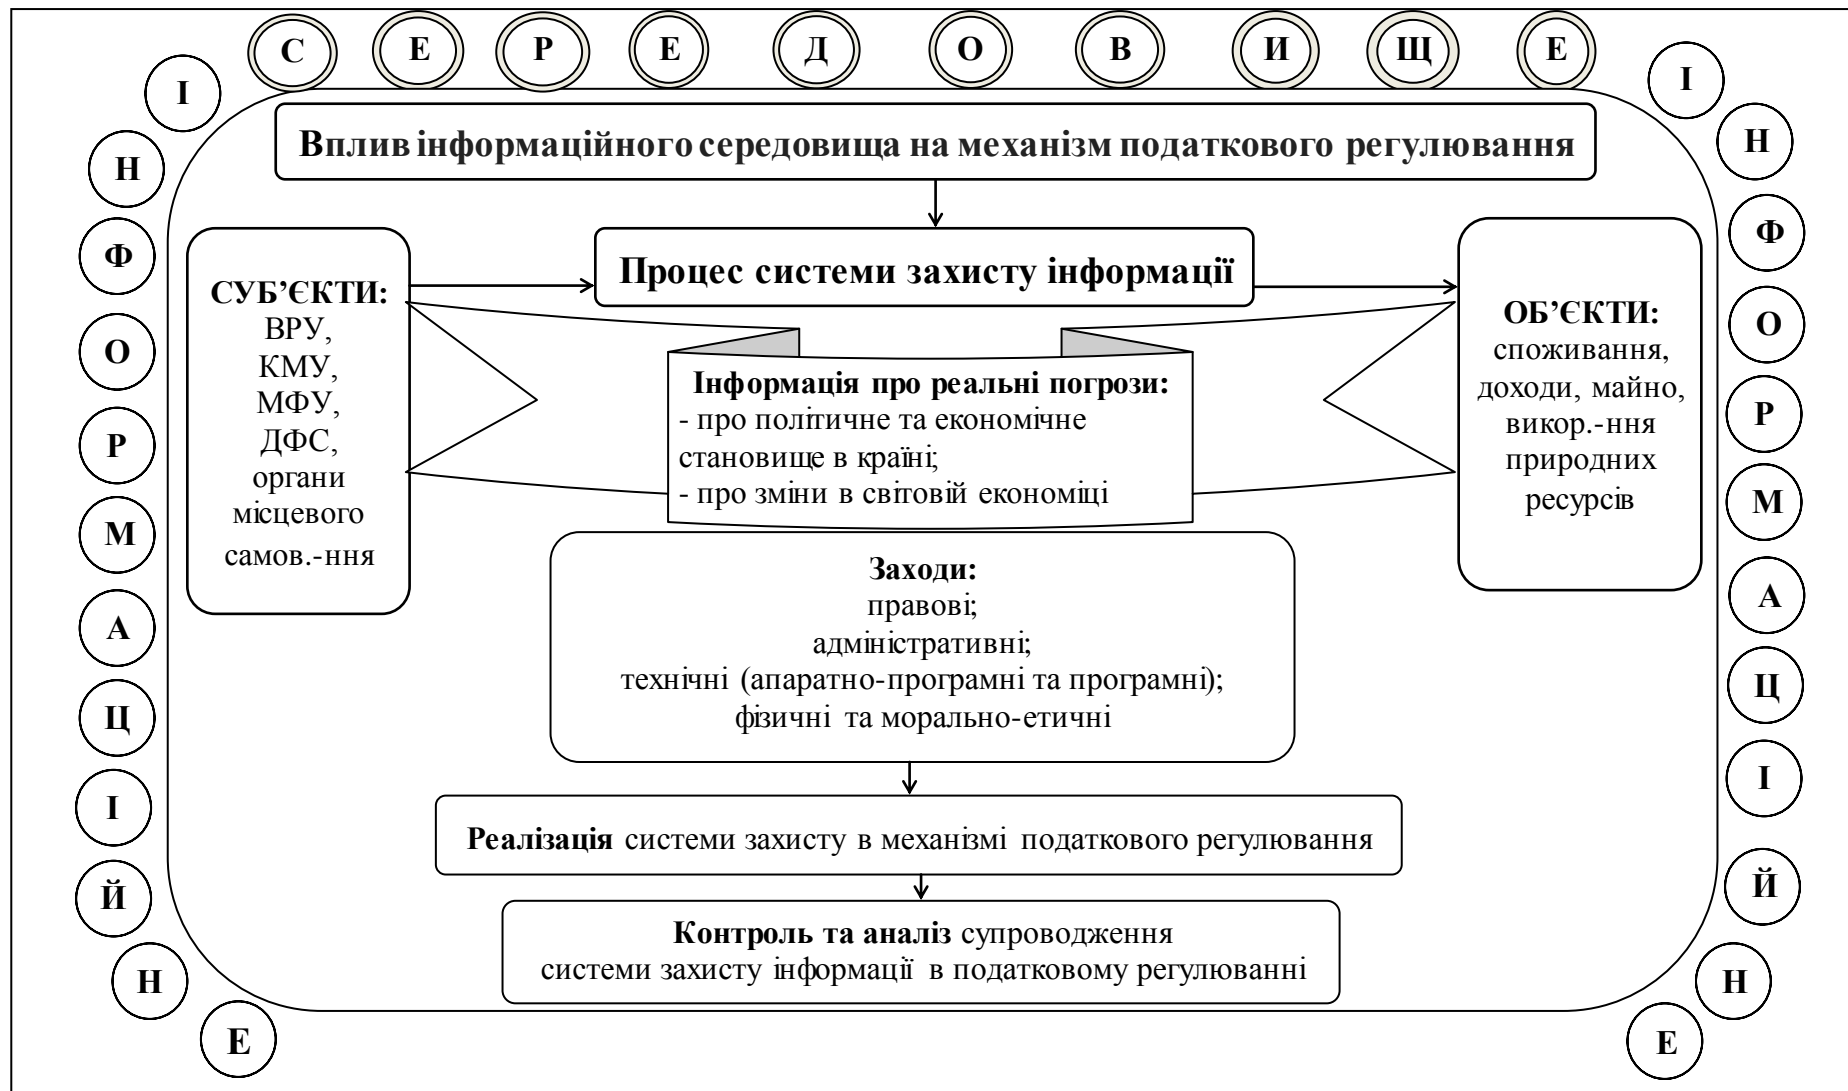 СЕРЕДОВИЩЕ
ІНФОРМАЦІЙНЕ
ІНФОРМАЦІЙНЕ
Вплив інформаційного середовища на механізм податкового регулювання
Процес системи захисту інформації
СУБ’ЄКТИ:
ВРУ,
КМУ,
МФУ,
ДФС,
органи
місцевого
самов.-ння
Інформація про реальні погрози:
- про політичне та економічне
становище в країні;
- про зміни в світовій економіці
ОБ’ЄКТИ:
споживання,
доходи, майно,
викор.-ння
природних
ресурсів
Заходи:
правові;
адміністративні;
технічні (апаратно-програмні та програмні);
фізичні та морально-етичні
Реалізація системи захисту в механізмі податкового регулювання
Контроль та аналіз супроводження
системи захисту інформації в податковому регулюванні